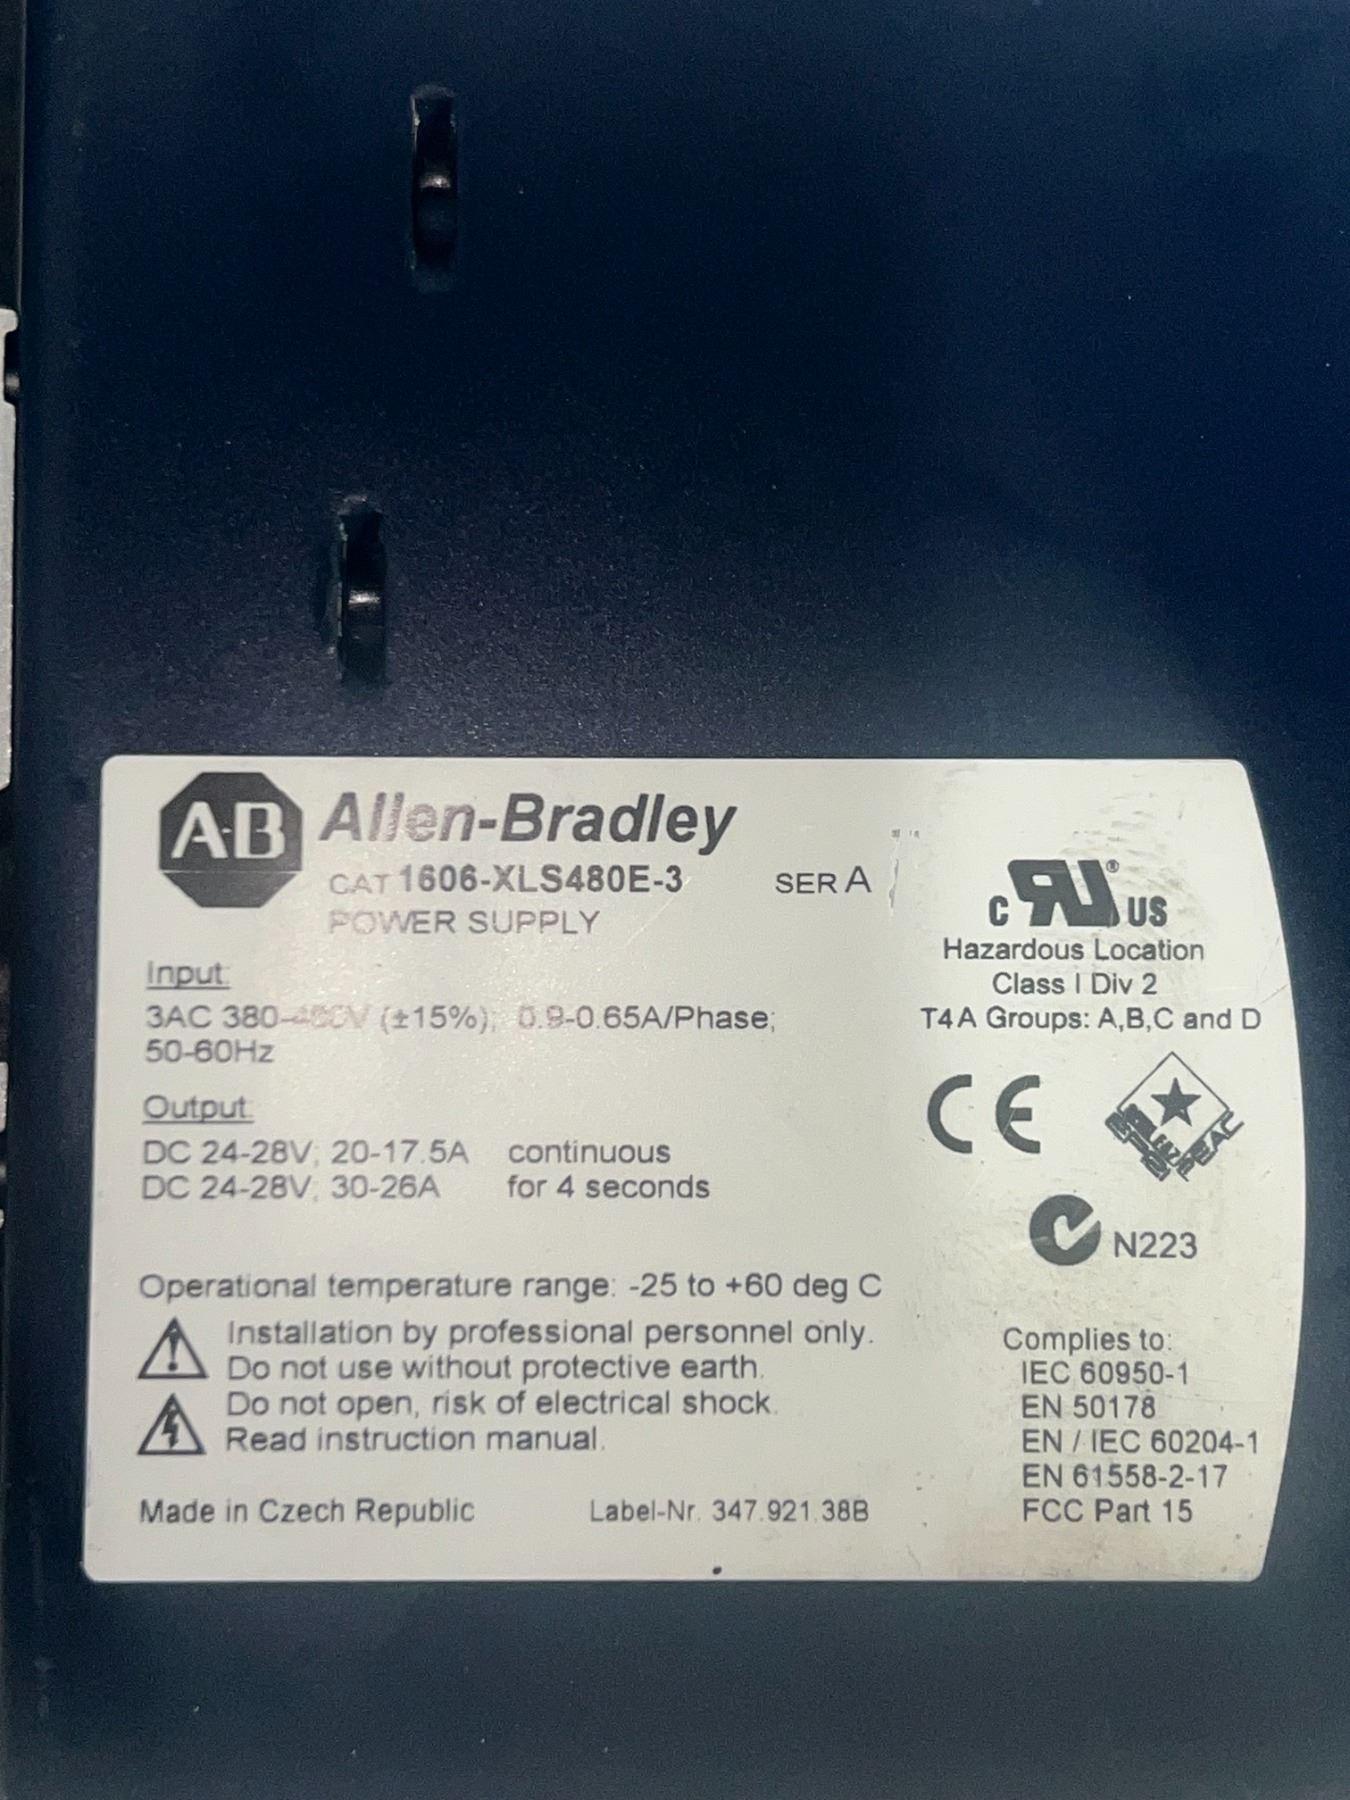 A-B Allen-Bradley
CAT 1606-XLS480E-3 SER A
POWER SUPPLY
Input:
3AC 380-480V (±15%); 0.9-0.65A/Phase;
50-60Hz
Output:
DC 24-28V; 20-17.5A continuous
DC 24-28V; 30-26A for 4 seconds
Operational temperature range: -25 to +60 deg C
Installation by professional personnel only.
Do not use without protective earth.
Do not open, risk of electrical shock.
Read instruction manual.
Made in Czech Republic Label-Nr. 347.921.38B
C RU® US
Hazardous Location
Class I Div 2
T4A Groups: A,B,C and D
CE
N223
Complies to:
IEC 60950-1
EN 50178
EN / IEC 60204-1
EN 61558-2-17
FCC Part 15